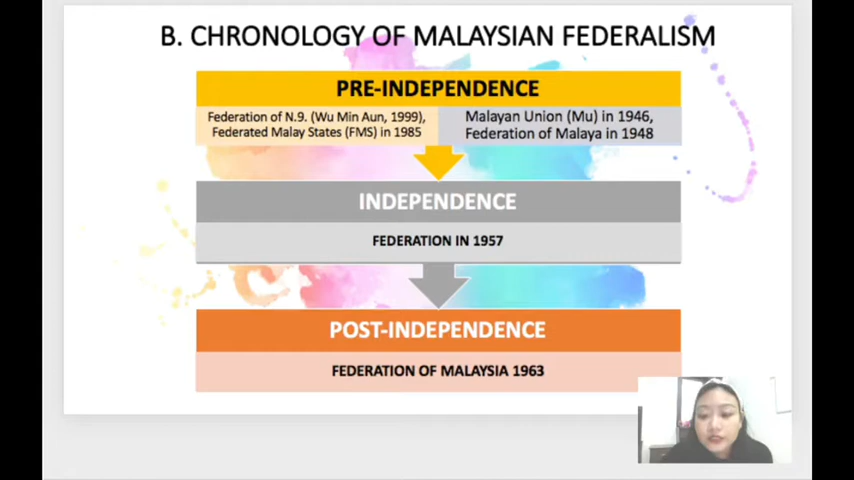 B. CHRONOLOGY OF MALAYSIAN FEDERALISM
PRE-INDEPENDENCE
Federation of N.9. (Wu Min Aun, 1999),
Federated Malay States (FMS) in 1985
Malayan Union (Mu) in 1946,
Federation of Malaya in 1948
INDEPENDENCE
FEDERATION IN 1957
POST-INDEPENDENCE
FEDERATION OF MALAYSIA 1963